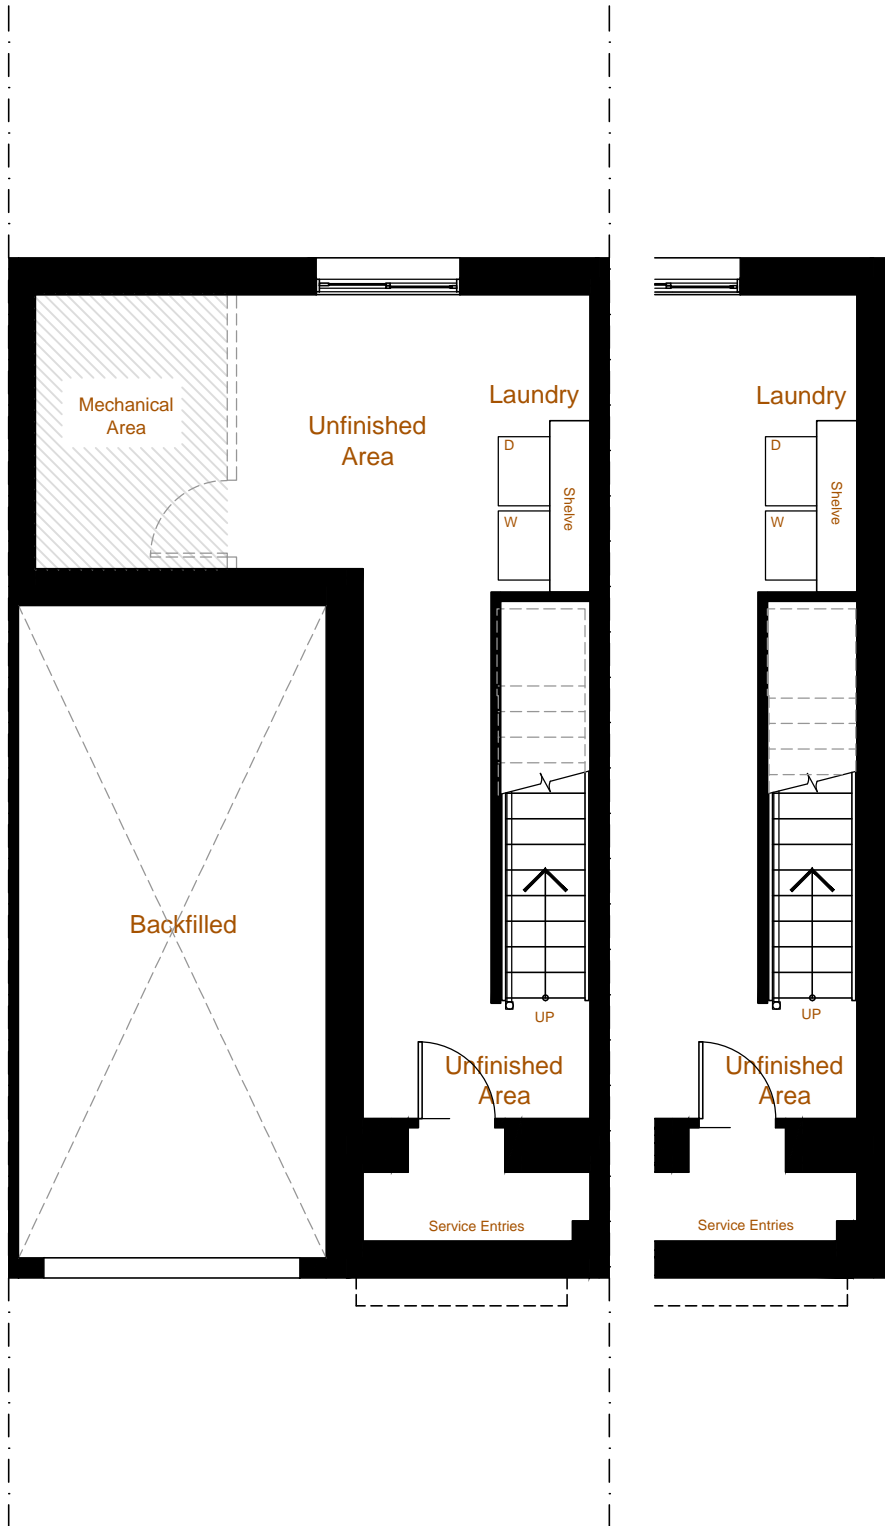 Laundry
Laundry
Mechanical
Area
Unfinished
Area
D
D
Shelve
Shelve
W
W
Backfilled
UP
UP
Unfinished
Area
Unfinished
Area
Service Entries
Service Entries